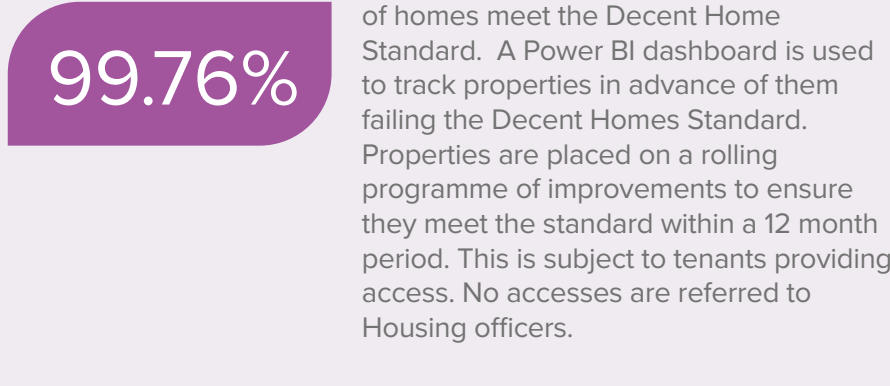 99.76%
of homes meet the Decent Home
Standard.  A Power BI dashboard is used
to track properties in advance of them
failing the Decent Homes Standard.
Properties are placed on a rolling
programme of improvements to ensure
they meet the standard within a 12 month
period. This is subject to tenants providing
access. No accesses are referred to
Housing officers.